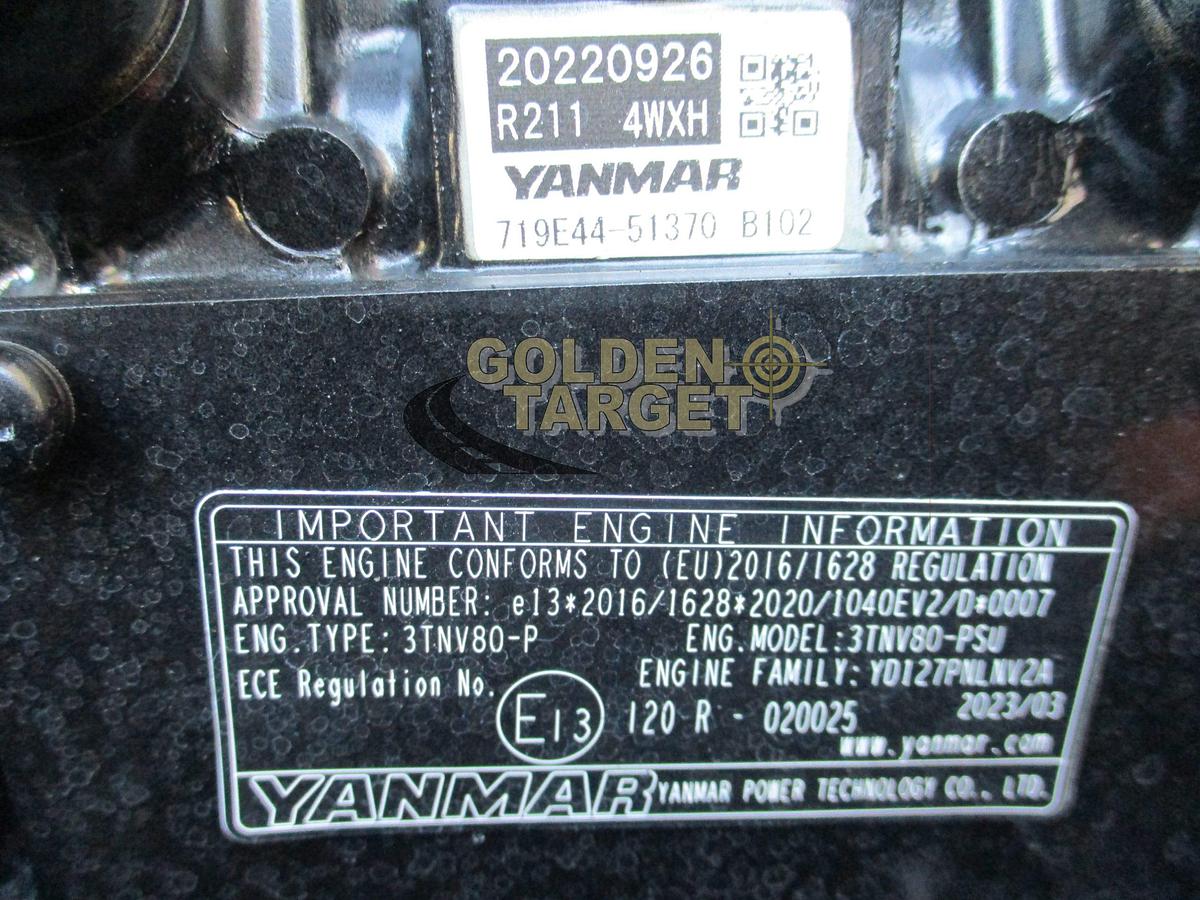 20220926
R211 4WXH
YANMAR
719E44-51370 B102
GOLDEN
TARGET
IMPORTANT ENGINE INFORMATION
THIS ENGINE CONFORMS TO (EU)2016/1628 REGULATION
APPROVAL NUMBER: e13*2016/1628*2020/1040EV2/D*0007
ENG.TYPE: 3TNV80-P ENG.MODEL:3TNV80-PSU
ENGINE FAMILY: YDI27PNLNV2A
ECE Regulation No. E13 120 R - 020025 2023/03
www.yanmar.com
YANMAR YANMAR POWER TECHNOLOGY CO., LTD.